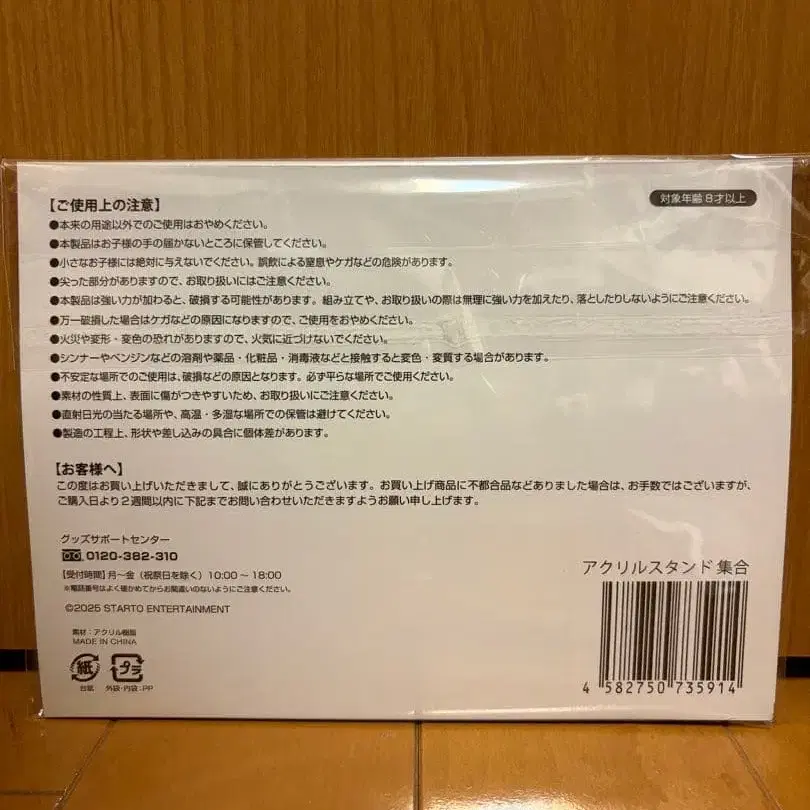 【ご使用上の注意】
対象年齢 8才以上
●本来の用途以外でのご使用はおやめください。
●本製品はお子様の手の届かないところに保管してください。
●小さなお子様には絶対に与えないでください。誤飲による窒息やケガなどの危険があります。
●尖った部分がありますので、お取り扱いにはご注意ください。
●本製品は強い力が加わると、破損する可能性があります。組み立てや、お取り扱いの際は無理に強い力を加えたり、落としたりしないようにご注意ください。
●万一破損した場合はケガなどの原因になりますので、ご使用をおやめください。
●火災や変形・変色の恐れがありますので、火気に近づけないでください。
●シンナーやベンジンなどの溶剤や薬品・化粧品・消毒液などと接触すると変色・変質する場合があります。
●不安定な場所でのご使用は、破損などの原因となります。必ず平らな場所でご使用ください。
●素材の性質上、表面に傷がつきやすいため、お取り扱いにご注意ください。
●直射日光の当たる場所や、高温・多湿な場所での保管は避けてください。
●製造の工程上、形状や差し込みの具合に個体差があります。
【お客様へ】
この度はお買い上げいただきまして、誠にありがとうございます。お買い上げ商品に不都合品などありました場合は、お手数ではございますが、
ご購入日より2週間以内に下記までお問い合わせいただきますようお願い申し上げます。
グッズサポートセンター
0120-382-310
【受付時間】月～金（祝祭日を除く）10:00～18:00
※電話番号はよく確かめてからお間違いのないようにご注意ください。
©2025 STARTO ENTERTAINMENT
素材：アクリル樹脂
MADE IN CHINA
紙
プラ
台紙
外袋・内袋：PP
アクリルスタンド 集合
4 582750 735914